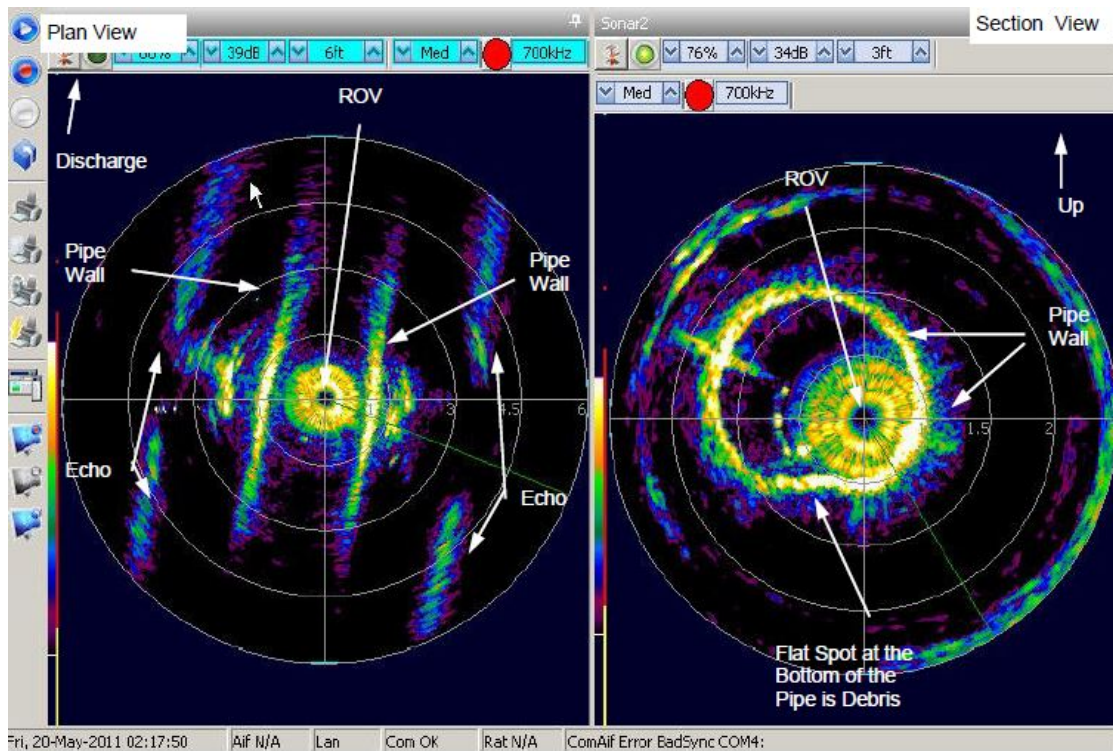 Plan View
Sonar2
Section View
39dB
6ft
Med
700kHz
76%
34dB
3ft
Med
700kHz
ROV
Discharge
ROV
Up
Pipe
Wall
Pipe
Wall
Pipe
Wall
3
4.5
6
1.5
2
Echo
Echo
Flat Spot at the
Bottom of the
Pipe is Debris
Fri, 20-May-2011 02:17:50
Aif N/A
Lan
Com OK
Rat N/A
ComAif Error BadSync COM4: